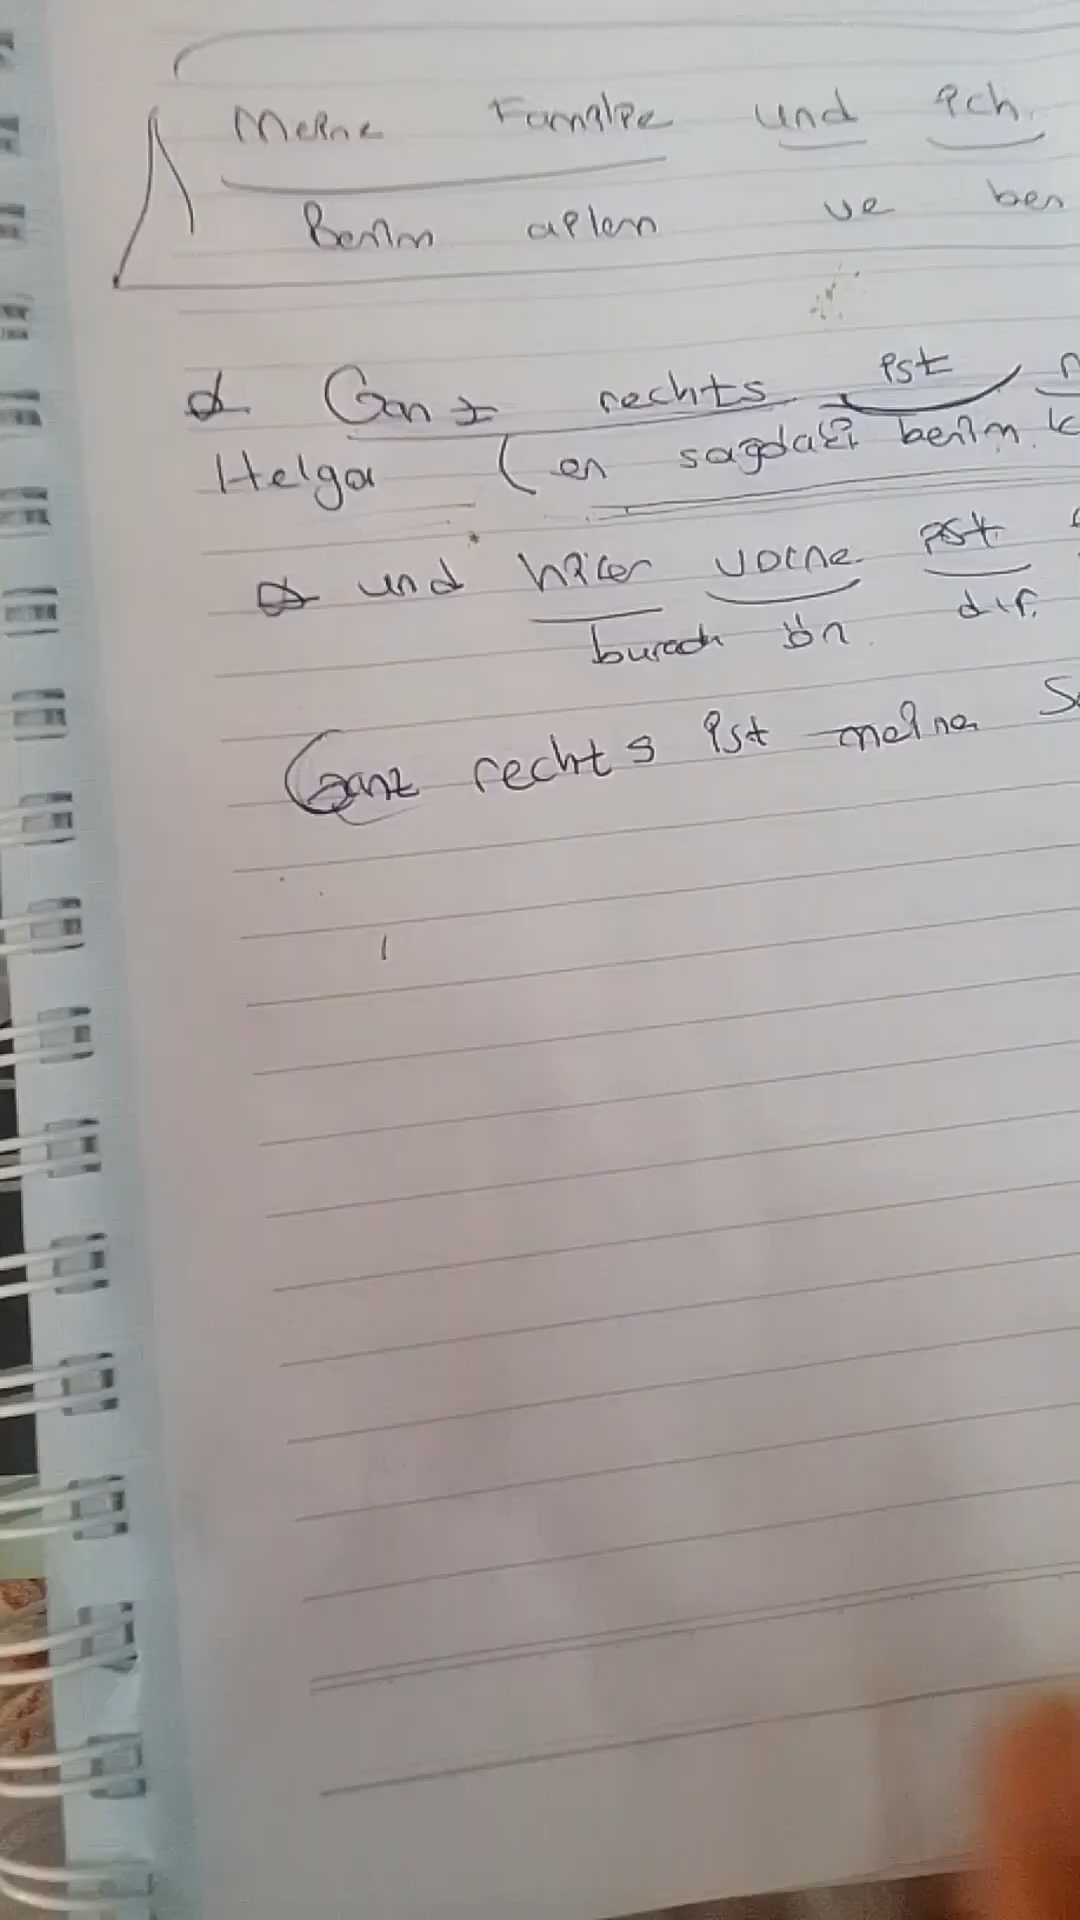 Meine Familie und ich.
Benim ailem ve ben
Ganz rechts ist
Helga (en sağdaki benim k
und hier vorne ist
burada ön dir.
Ganz rechts ist meine S